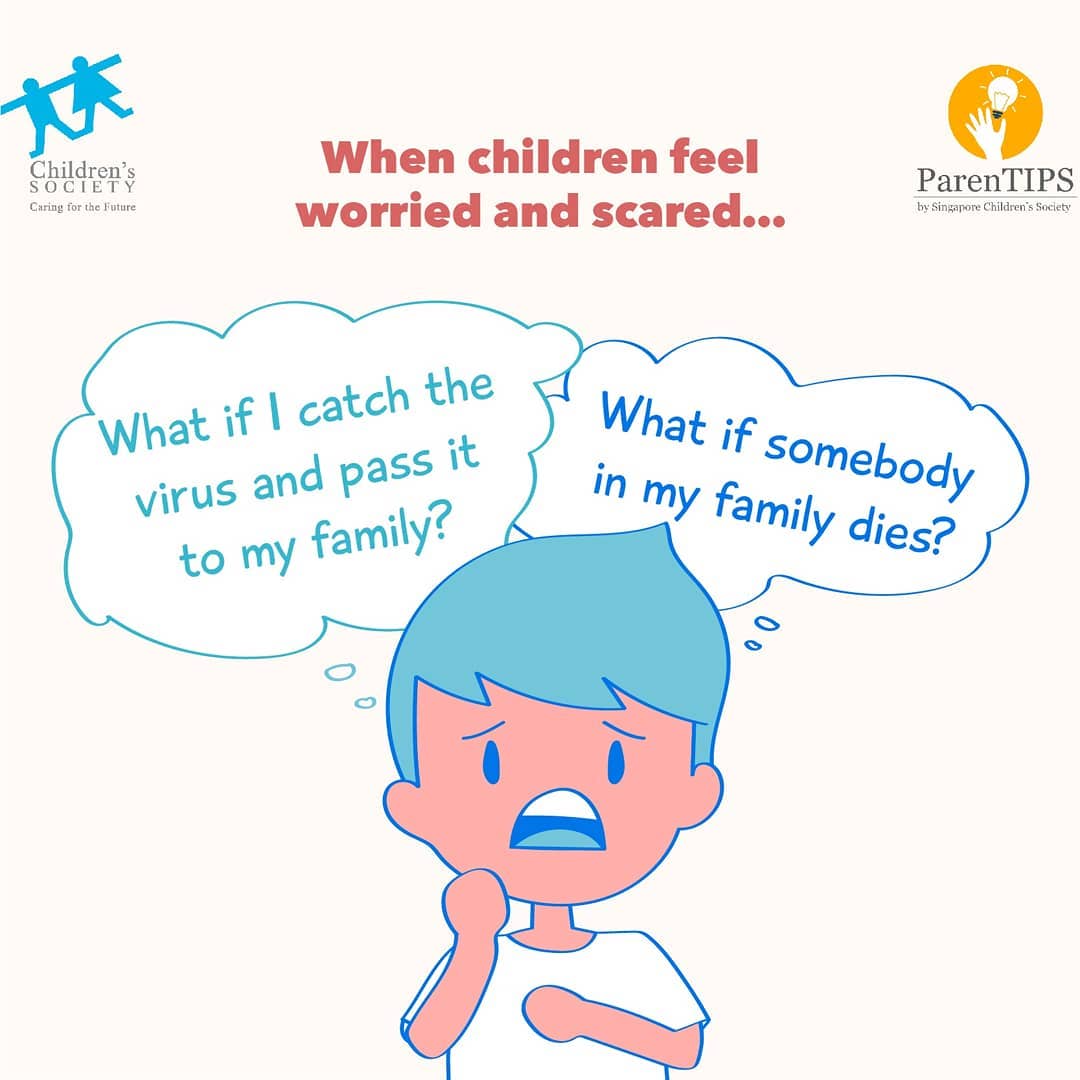 Children's
SOCIETY
Caring for the Future
ParenTIPS
by Singapore Children's Society
When children feel
worried and scared...
What if I catch the
virus and pass it
to my family?
What if somebody
in my family dies?